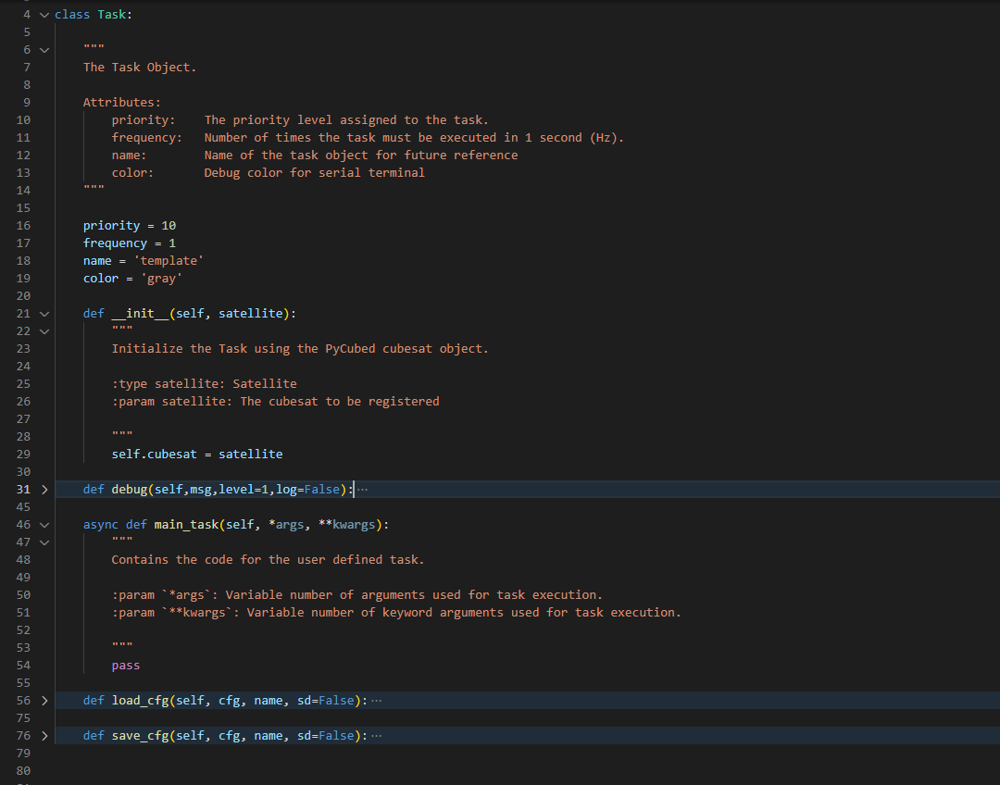 4 class Task:
5
6 """
7 The Task Object.
8
9 Attributes:
10 priority: The priority level assigned to the task.
11 frequency: Number of times the task must be executed in 1 second (Hz).
12 name: Name of the task object for future reference
13 color: Debug color for serial terminal
14 """
15
16 priority = 10
17 frequency = 1
18 name = 'template'
19 color = 'gray'
20
21 def __init__(self, satellite):
22 """
23 Initialize the Task using the PyCubed cubesat object.
24
25 :type satellite: Satellite
26 :param satellite: The cubesat to be registered
27
28 """
29 self.cubesat = satellite
30
31 def debug(self,msg,level=1,log=False):···
45
46 async def main_task(self, *args, **kwargs):
47 """
48 Contains the code for the user defined task.
49
50 :param `*args`: Variable number of arguments used for task execution.
51 :param `**kwargs`: Variable number of keyword arguments used for task execution.
52
53 """
54 pass
55
56 def load_cfg(self, cfg, name, sd=False):···
75
76 def save_cfg(self, cfg, name, sd=False):···
79
80